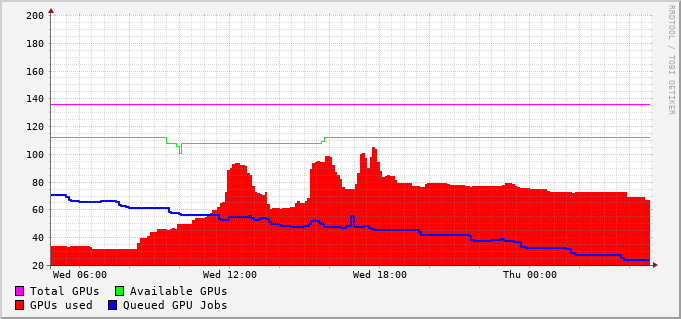 200
180
160
140
120
100
80
60
40
20
Wed 06:00 Wed 12:00 Wed 18:00 Thu 00:00
Total GPUs Available GPUs
GPUs used Queued GPU Jobs
RRDTOOL / TOBI OETIKER